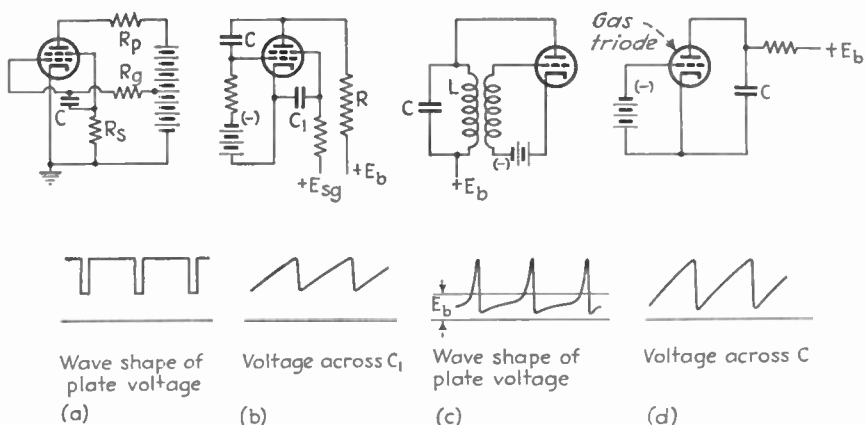 Rp
Rg
C
Rs
C
(-)
C1
R
+Esg
+Eb
C
L
(-)
+Eb
Gas
triode
(-)
C
+Eb
Wave shape of
plate voltage
(a)
Voltage across C1
(b)
Eb
Wave shape of
plate voltage
(c)
Voltage across C
(d)